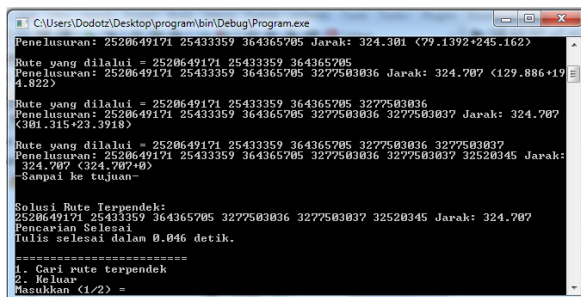 C:\Users\Dodotz\Desktop\program\bin\Debug\Program.exe
Penelusuran: 2520649171 25433359 364365705 Jarak: 324.301 (79.1392+245.162)
Rute yang dilalui = 2520649171 25433359 364365705
Penelusuran: 2520649171 25433359 364365705 3277503036 Jarak: 324.707 (129.886+19
4.822)
Rute yang dilalui = 2520649171 25433359 364365705 3277503036
Penelusuran: 2520649171 25433359 364365705 3277503036 3277503037 Jarak: 324.707
(301.315+23.3918)
Rute yang dilalui = 2520649171 25433359 364365705 3277503036 3277503037
Penelusuran: 2520649171 25433359 364365705 3277503036 3277503037 32520345 Jarak:
324.707 (324.707+0)
-Sampai ke tujuan-
Solusi Rute Terpendek:
2520649171 25433359 364365705 3277503036 3277503037 32520345 Jarak: 324.707
Pencarian Selesai
Tulis selesai dalam 0.046 detik.
=========================
1. Cari rute terpendek
2. Keluar
Masukkan (1/2) =